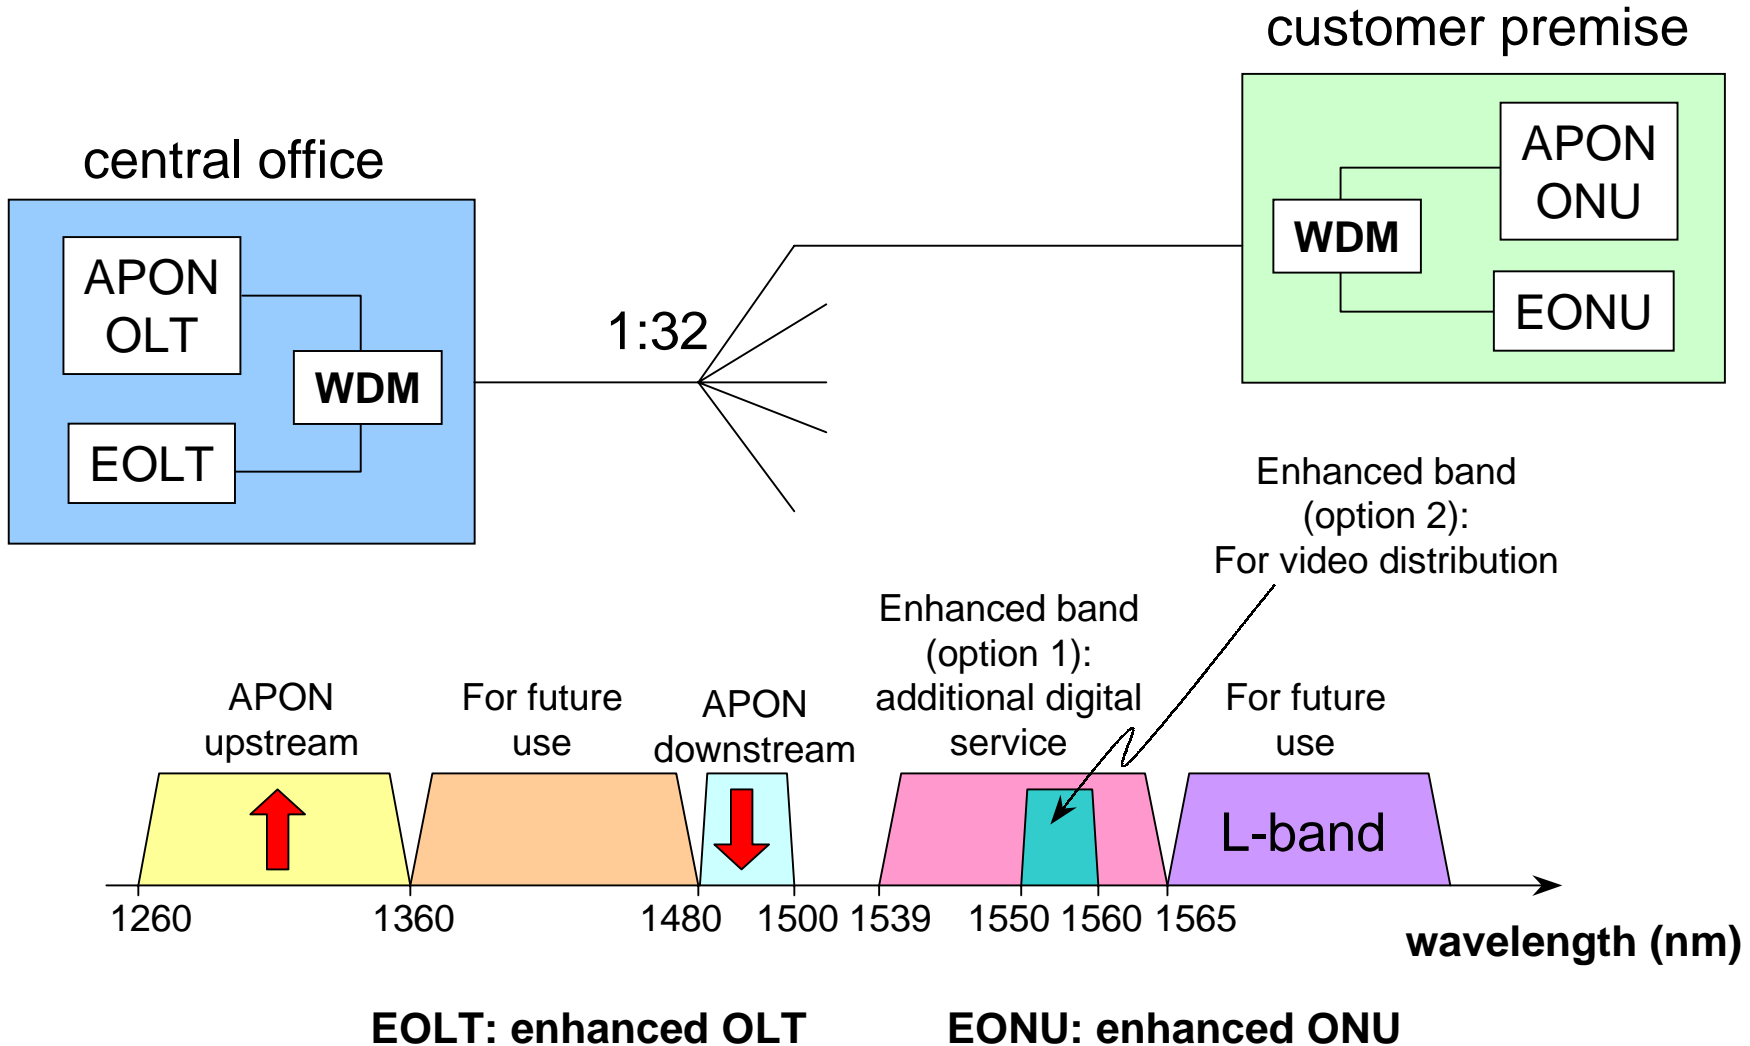 customer premise
central office
APON
ONU
WDM
EONU
APON
OLT
WDM
EOLT
1:32
Enhanced band
(option 2):
For video distribution
Enhanced band
(option 1):
additional digital
service
APON
upstream
For future
use
APON
downstream
For future
use
L-band
1260
1360
1480
1500
1539
1550
1560
1565
wavelength (nm)
EOLT: enhanced OLT
EONU: enhanced ONU